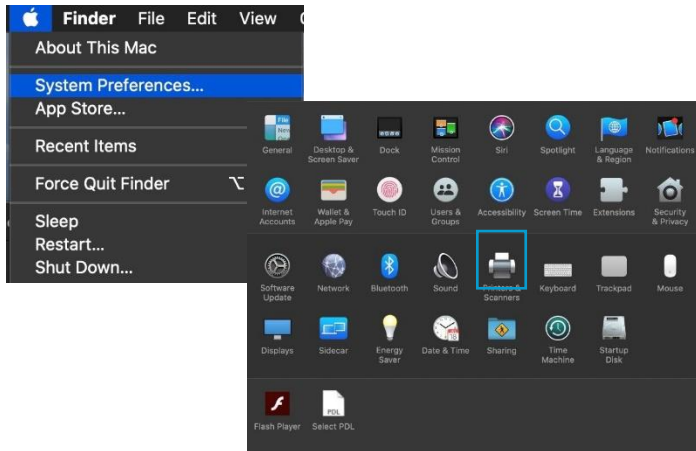 Finder File Edit View
About This Mac
System Preferences...
App Store...
Recent Items
Force Quit Finder
Sleep
Restart...
Shut Down...
General
Desktop &
Screen Saver
Dock
Mission
Control
Siri
Spotlight
Language
& Region
Notifications
Internet
Accounts
Wallet &
Apple Pay
Touch ID
Users &
Groups
Accessibility
Screen Time
Extensions
Security
& Privacy
Software
Update
Network
Bluetooth
Sound
Printers &
Scanners
Keyboard
Trackpad
Mouse
Displays
Sidecar
Energy
Saver
Date & Time
Sharing
Time
Machine
Startup
Disk
Flash Player
PDL
Select PDL